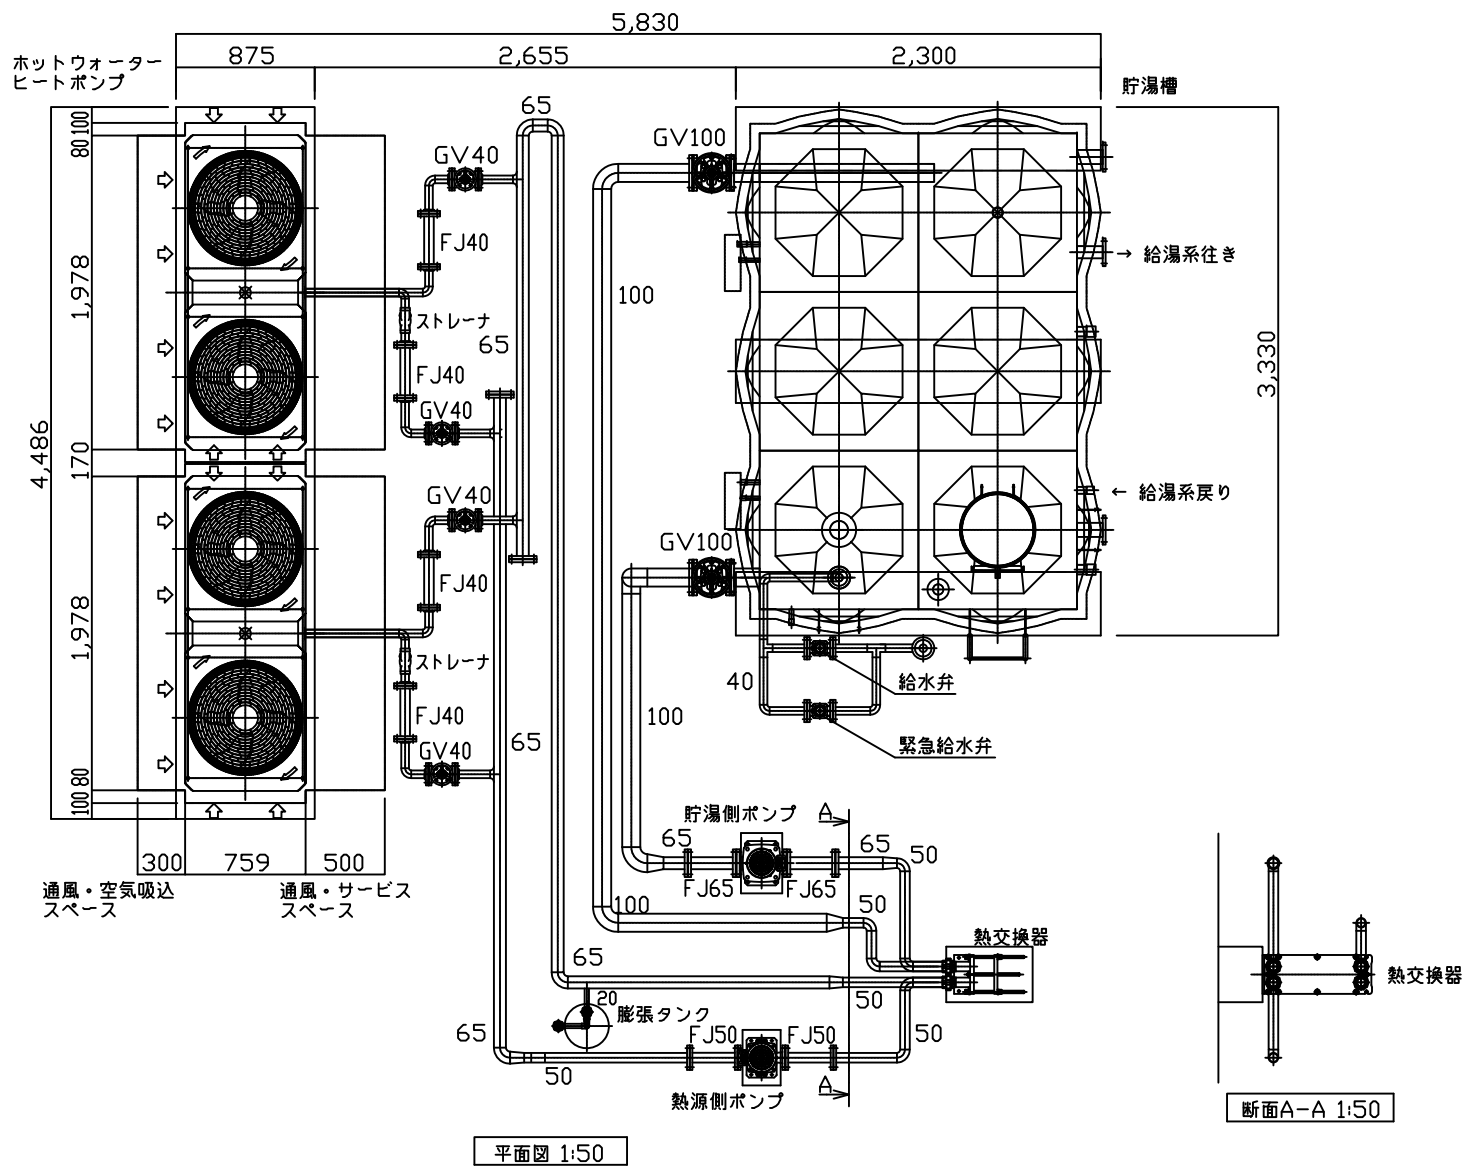 5,830
875
2,655
2,300
ホットウォーター
ヒートポンプ
貯湯槽
65
GV100
GV40
100
80
FJ40
→ 給湯系往き
1,978
100
ストレーナ
65
3,330
FJ40
GV40
4,486
170
GV40
← 給湯系戻り
GV100
FJ40
1,978
ストレーナ
40
給水弁
FJ40
100
65
GV40
緊急給水弁
80
100
貯湯側ポンプ
A
65
65
50
300
759
500
FJ65
FJ65
通風・空気吸込
スペース
通風・サービス
スペース
100
50
熱交換器
65
熱交換器
20
50
膨張タンク
65
FJ50
FJ50
50
50
A
熱源側ポンプ
断面A-A 1:50
平面図 1:50